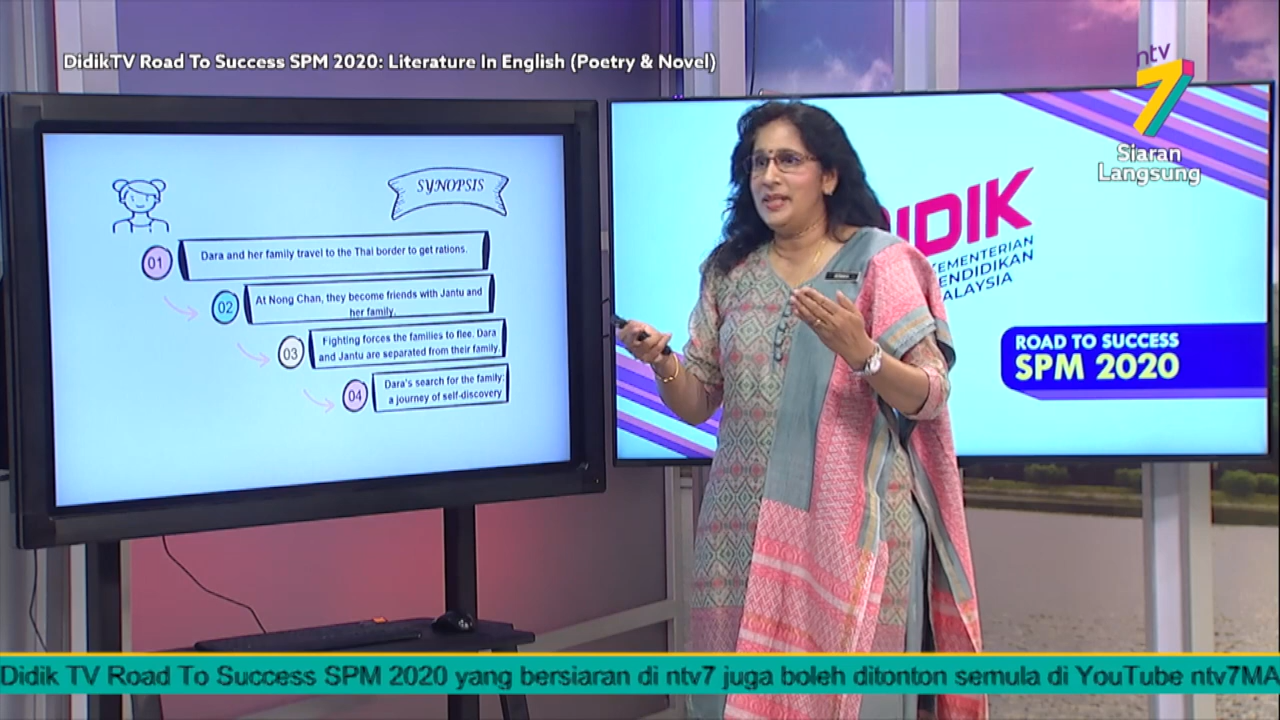 DidikTV Road To Success SPM 2020: Literature In English (Poetry & Novel)
ntv
7
Siaran
Langsung
SYNOPSIS
01
Dara and her family travel to the Thai border to get rations.
02
At Nong Chan, they become friends with Jantu and
her family.
03
Fighting forces the families to flee. Dara
and Jantu are separated from their family.
04
Dara's search for the family:
a journey of self-discovery
DIDIK
KEMENTERIAN
ENDIDIKAN
ALAYSIA
ROAD TO SUCCESS
SPM 2020
Didik TV Road To Success SPM 2020 yang bersiaran di ntv7 juga boleh ditonton semula di YouTube ntv7MA